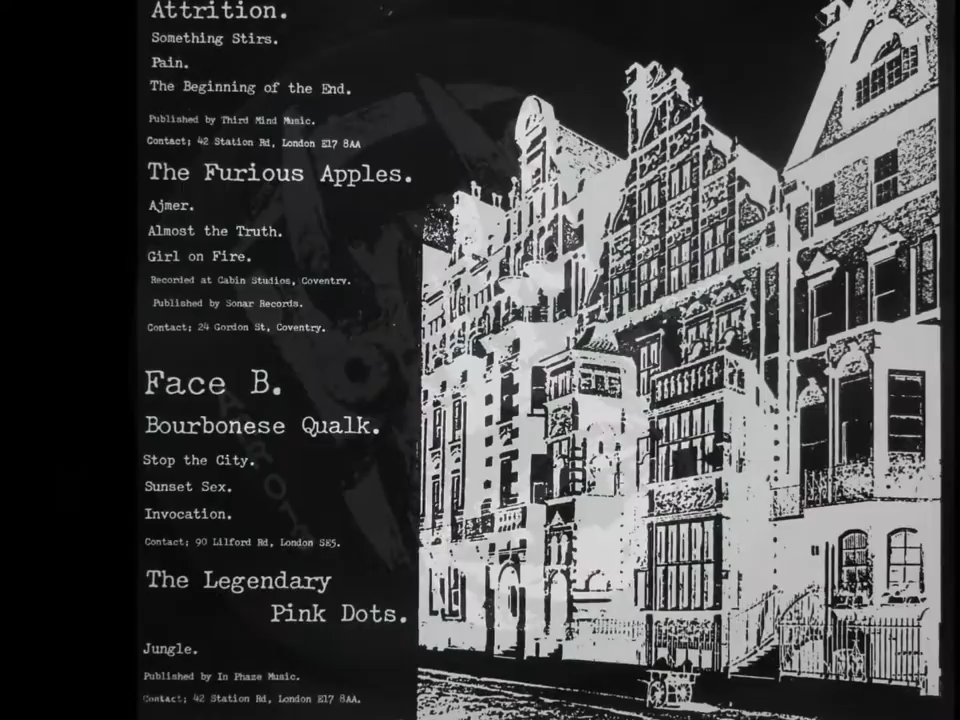 Attrition.
Something Stirs.
Pain.
The Beginning of the End.
Published by Third Mind Music.
Contact; 42 Station Rd, London E17 8AA
The Furious Apples.
Ajmer.
Almost the Truth.
Girl on Fire.
Recorded at Cabin Studios, Coventry.
Published by Sonar Records.
Contact; 24 Gordon St, Coventry.
Face B.
Bourbonese Qualk.
Stop the City.
Sunset Sex.
Invocation.
Contact; 90 Lilford Rd, London SE5.
The Legendary
Pink Dots.
Jungle.
Published by In Phaze Music.
Contact; 42 Station Rd, London E17 8AA.